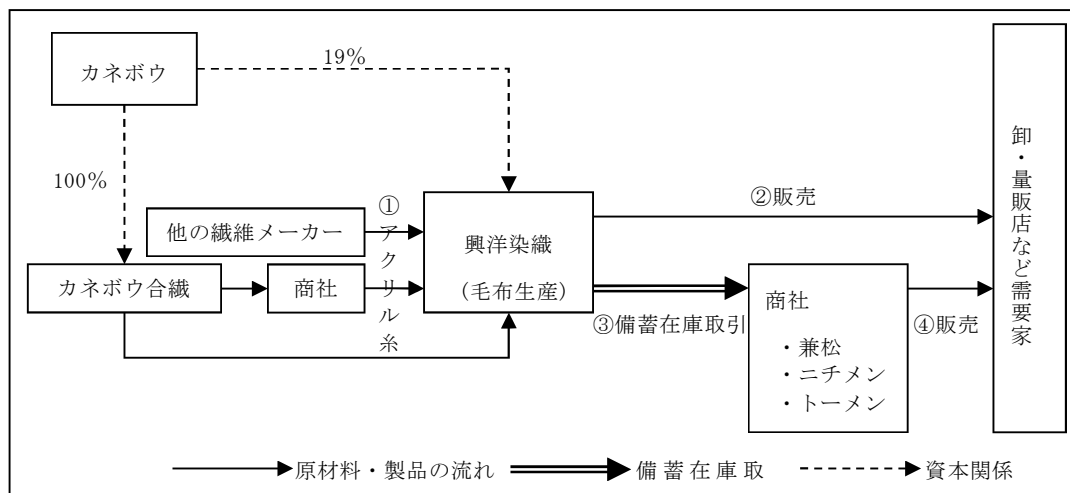 カネボウ
19%
100%
他の繊維メーカー
①アクリル糸
カネボウ合繊
商社
興洋染織
（毛布生産）
②販売
③備蓄在庫取引
商社
・兼松
・ニチメン
・トーメン
④販売
卸・量販店など需要家
原材料・製品の流れ
備蓄在庫取
資本関係